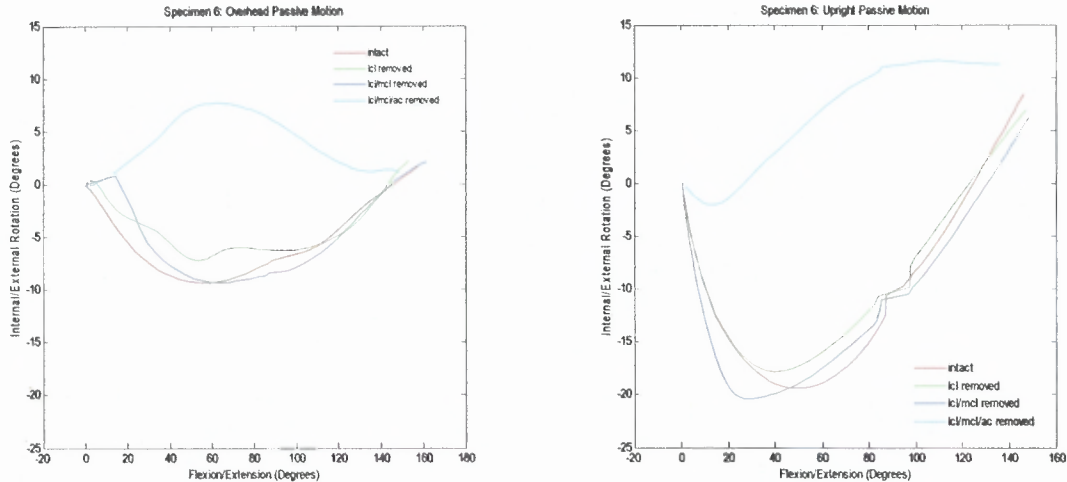 Specimen 6: Overhead Passive Motion
15
10
5
0
-5
-10
-15
-20
-25
Internal/External Rotation (Degrees)
intact
lcl removed
lcl/mcl removed
lcl/mcl/ac removed
-20 0 20 40 60 80 100 120 140 160 180
Flexion/Extension (Degrees)
Specimen 6: Upright Passive Motion
15
10
5
0
-5
-10
-15
-20
-25
Internal/External Rotation (Degrees)
intact
lcl removed
lcl/mcl removed
lcl/mcl/ac removed
-20 0 20 40 60 80 100 120 140 160
Flexion/Extension (Degrees)